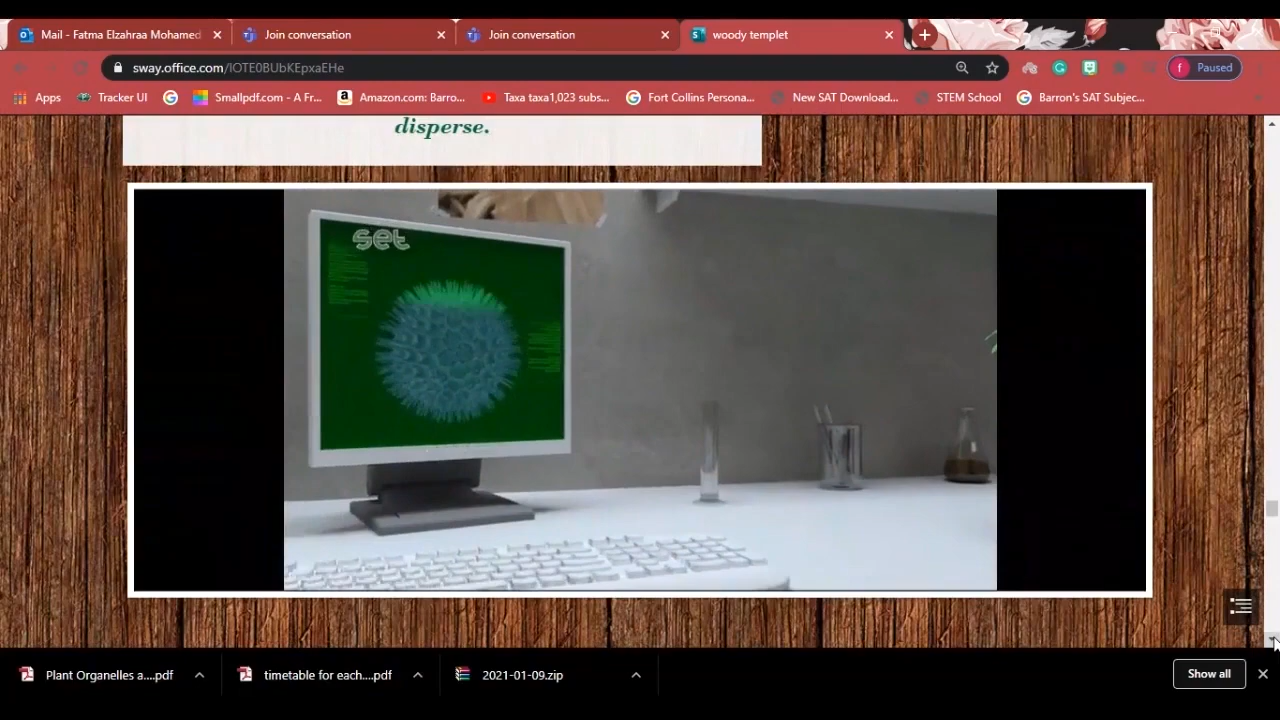 Mail - Fatma Elzahraa Mohamed
Join conversation
Join conversation
woody templet
sway.office.com/IOTE0BUbKEpxaEHe
f Paused
Apps
Tracker UI
Smallpdf.com - A Fr...
Amazon.com: Barro...
Taxa taxa1,023 subs...
Fort Collins Persona...
New SAT Download...
STEM School
Barron's SAT Subjec...
disperse.
set
Plant Organelles a....pdf
timetable for each....pdf
2021-01-09.zip
Show all